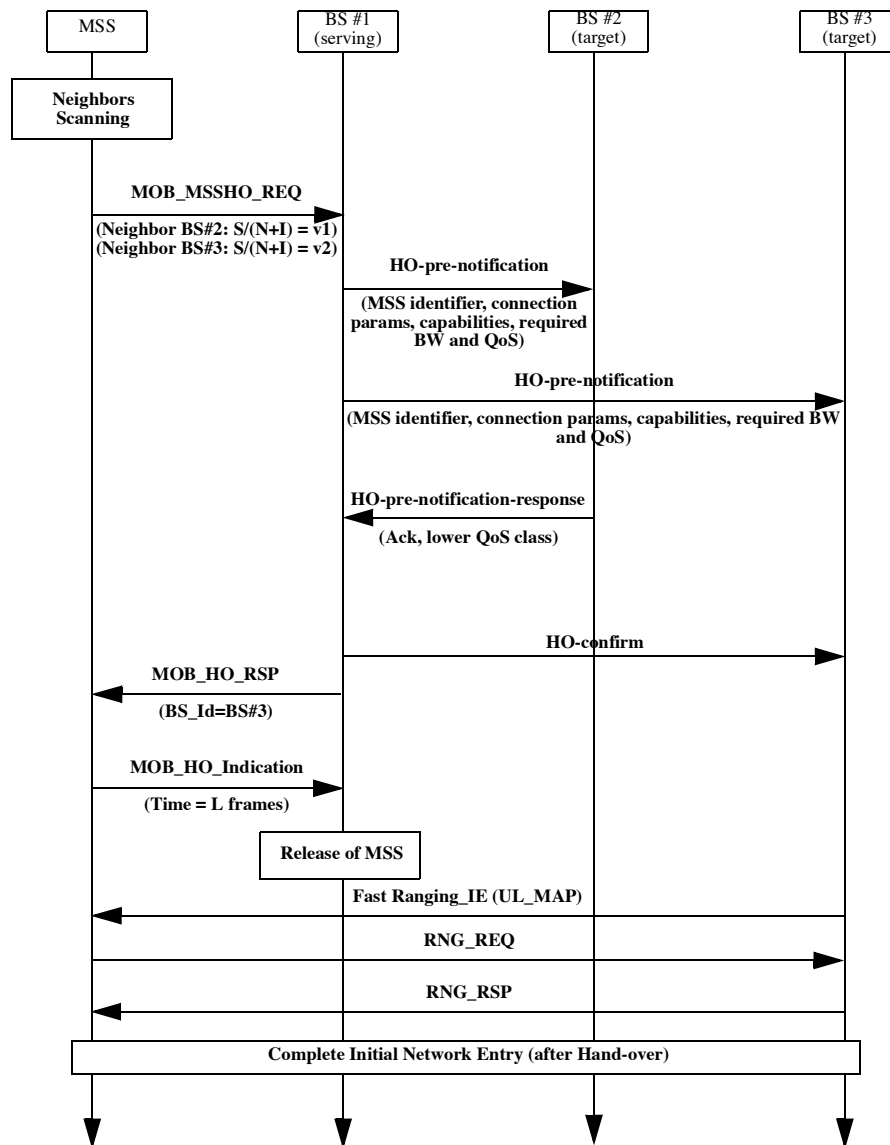 MSS
BS #1
(serving)
BS #2
(target)
BS #3
(target)
Neighbors
Scanning
MOB_MSSHO_REQ
(Neighbor BS#2: S/(N+I) = v1)
(Neighbor BS#3: S/(N+I) = v2)
HO-pre-notification
(MSS identifier, connection
params, capabilities, required
BW and QoS)
HO-pre-notification
(MSS identifier, connection params, capabilities, required BW
and QoS)
HO-pre-notification-response
(Ack, lower QoS class)
HO-confirm
MOB_HO_RSP
(BS_Id=BS#3)
MOB_HO_Indication
(Time = L frames)
Release of MSS
Fast Ranging_IE (UL_MAP)
RNG_REQ
RNG_RSP
Complete Initial Network Entry (after Hand-over)